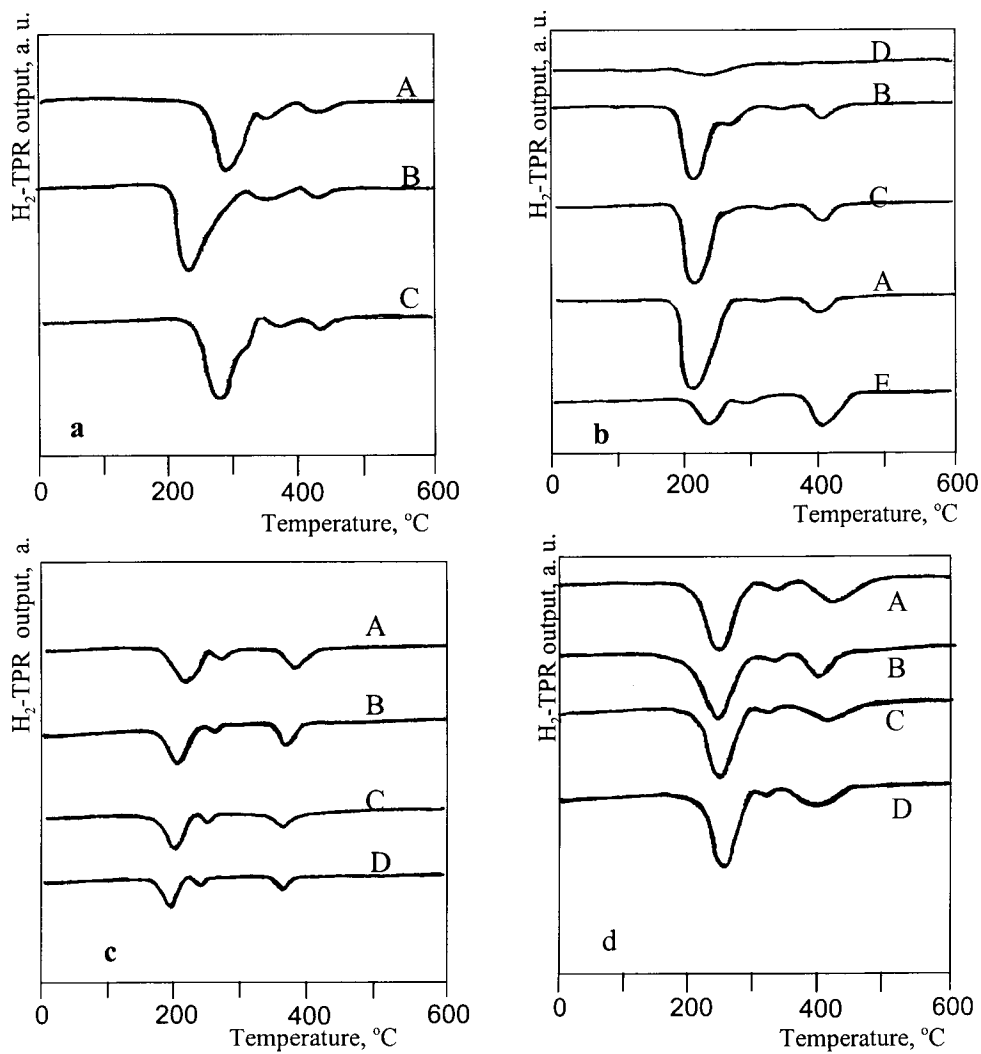 H₂-TPR output, a. u.
A
B
C
a
0 200 400 600
Temperature, °C
H₂-TPR output, a. u.
D
B
C
A
E
b
0 200 400 600
Temperature, °C
H₂-TPR output, a.
A
B
C
D
c
0 200 400 600
Temperature, °C
H₂-TPR output, a. u.
A
B
C
D
d
0 200 400 600
Temperature, °C